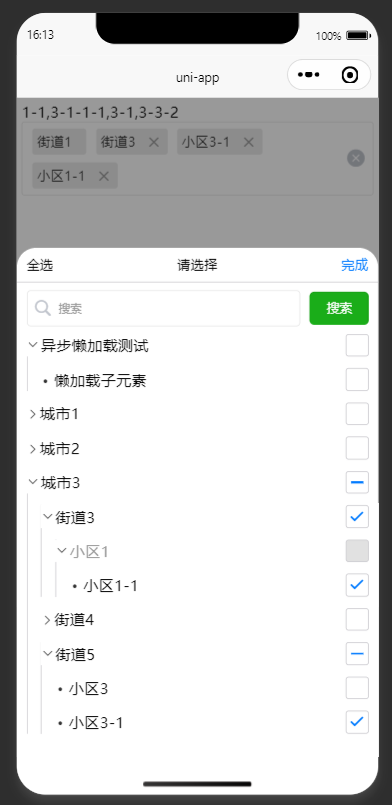 16:13 100%
uni-app
1-1,3-1-1-1,3-1,3-3-2
街道1 街道3 小区3-1
小区1-1
全选 请选择 完成
搜索 搜索
异步懒加载测试
懒加载子元素
城市1
城市2
城市3
街道3
小区1
小区1-1
街道4
街道5
小区3
小区3-1